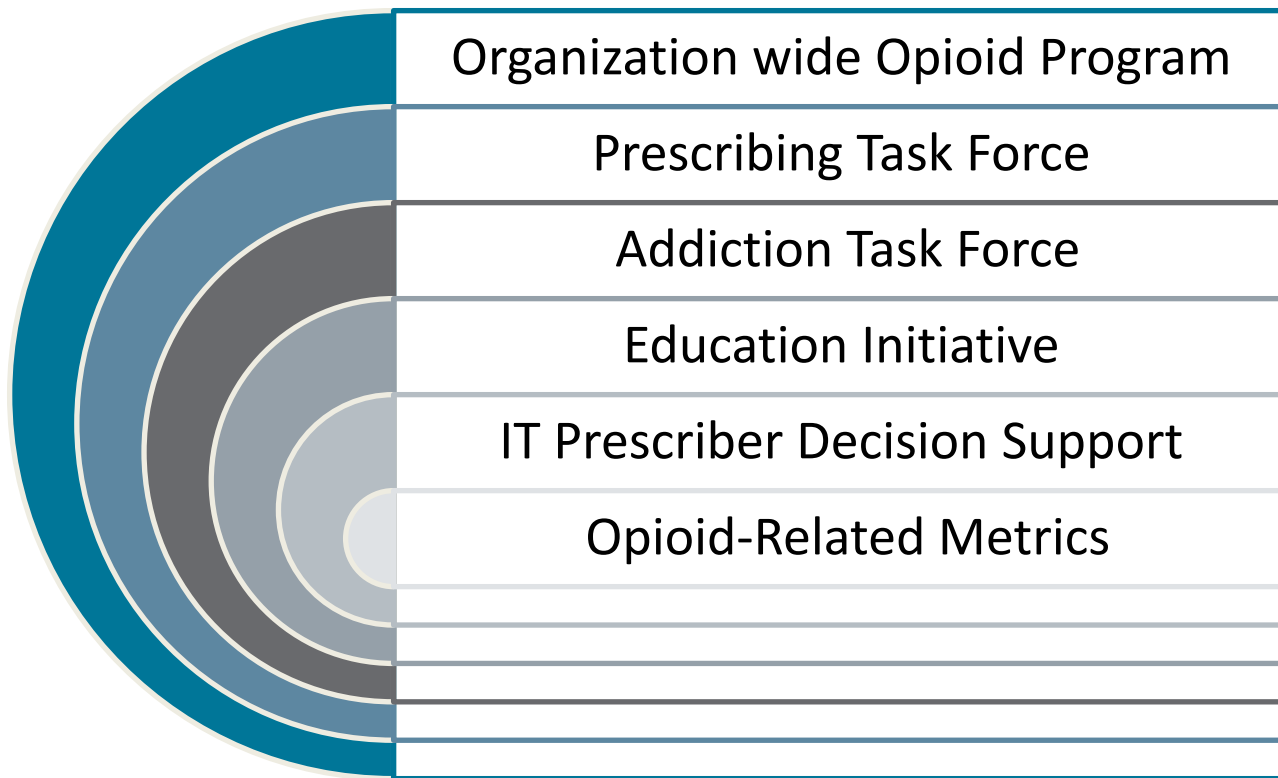 Organization wide Opioid Program
Prescribing Task Force
Addiction Task Force
Education Initiative
IT Prescriber Decision Support
Opioid-Related Metrics